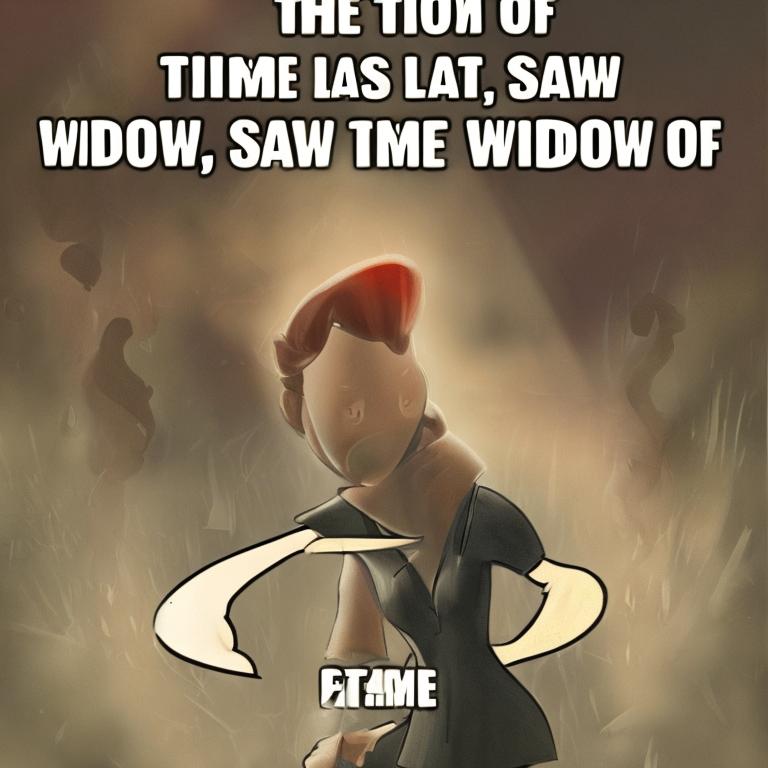 THE TION OF
TIIME LAS LAT, SAW
WIDOW, SAW TME WIDOW OF